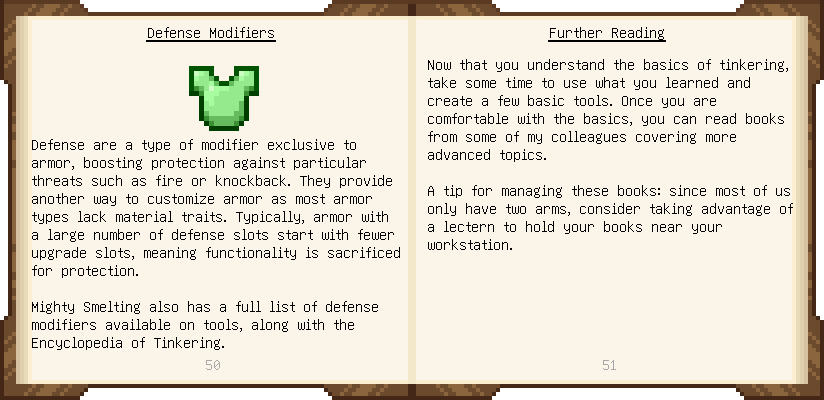 Defense Modifiers
Defense are a type of modifier exclusive to
armor, boosting protection against particular
threats such as fire or knockback. They provide
another way to customize armor as most armor
types lack material traits. Typically, armor with
a large number of defense slots start with fewer
upgrade slots, meaning functionality is sacrificed
for protection.
Mighty Smelting also has a full list of defense
modifiers available on tools, along with the
Encyclopedia of Tinkering.
50
Further Reading
Now that you understand the basics of tinkering,
take some time to use what you learned and
create a few basic tools. Once you are
comfortable with the basics, you can read books
from some of my colleagues covering more
advanced topics.
A tip for managing these books: since most of us
only have two arms, consider taking advantage of
a lectern to hold your books near your
workstation.
51